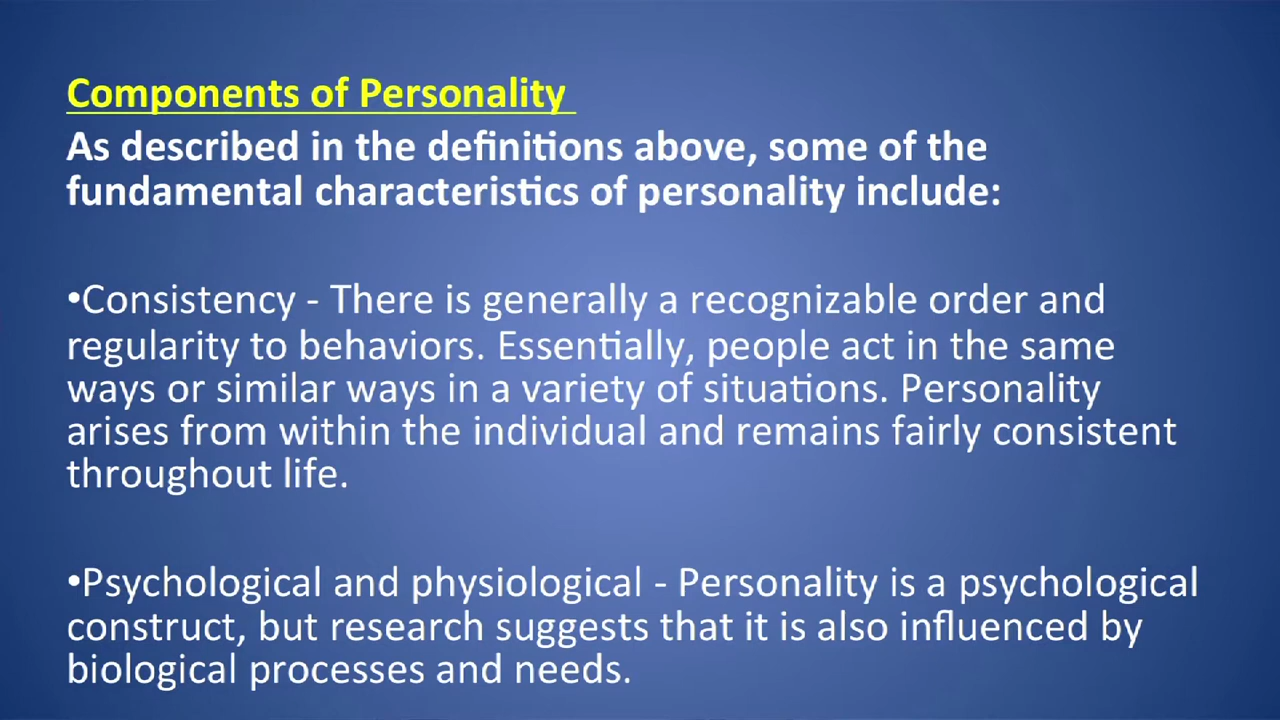 Components of Personality
As described in the definitions above, some of the
fundamental characteristics of personality include:
•Consistency - There is generally a recognizable order and
regularity to behaviors. Essentially, people act in the same
ways or similar ways in a variety of situations. Personality
arises from within the individual and remains fairly consistent
throughout life.
•Psychological and physiological - Personality is a psychological
construct, but research suggests that it is also influenced by
biological processes and needs.